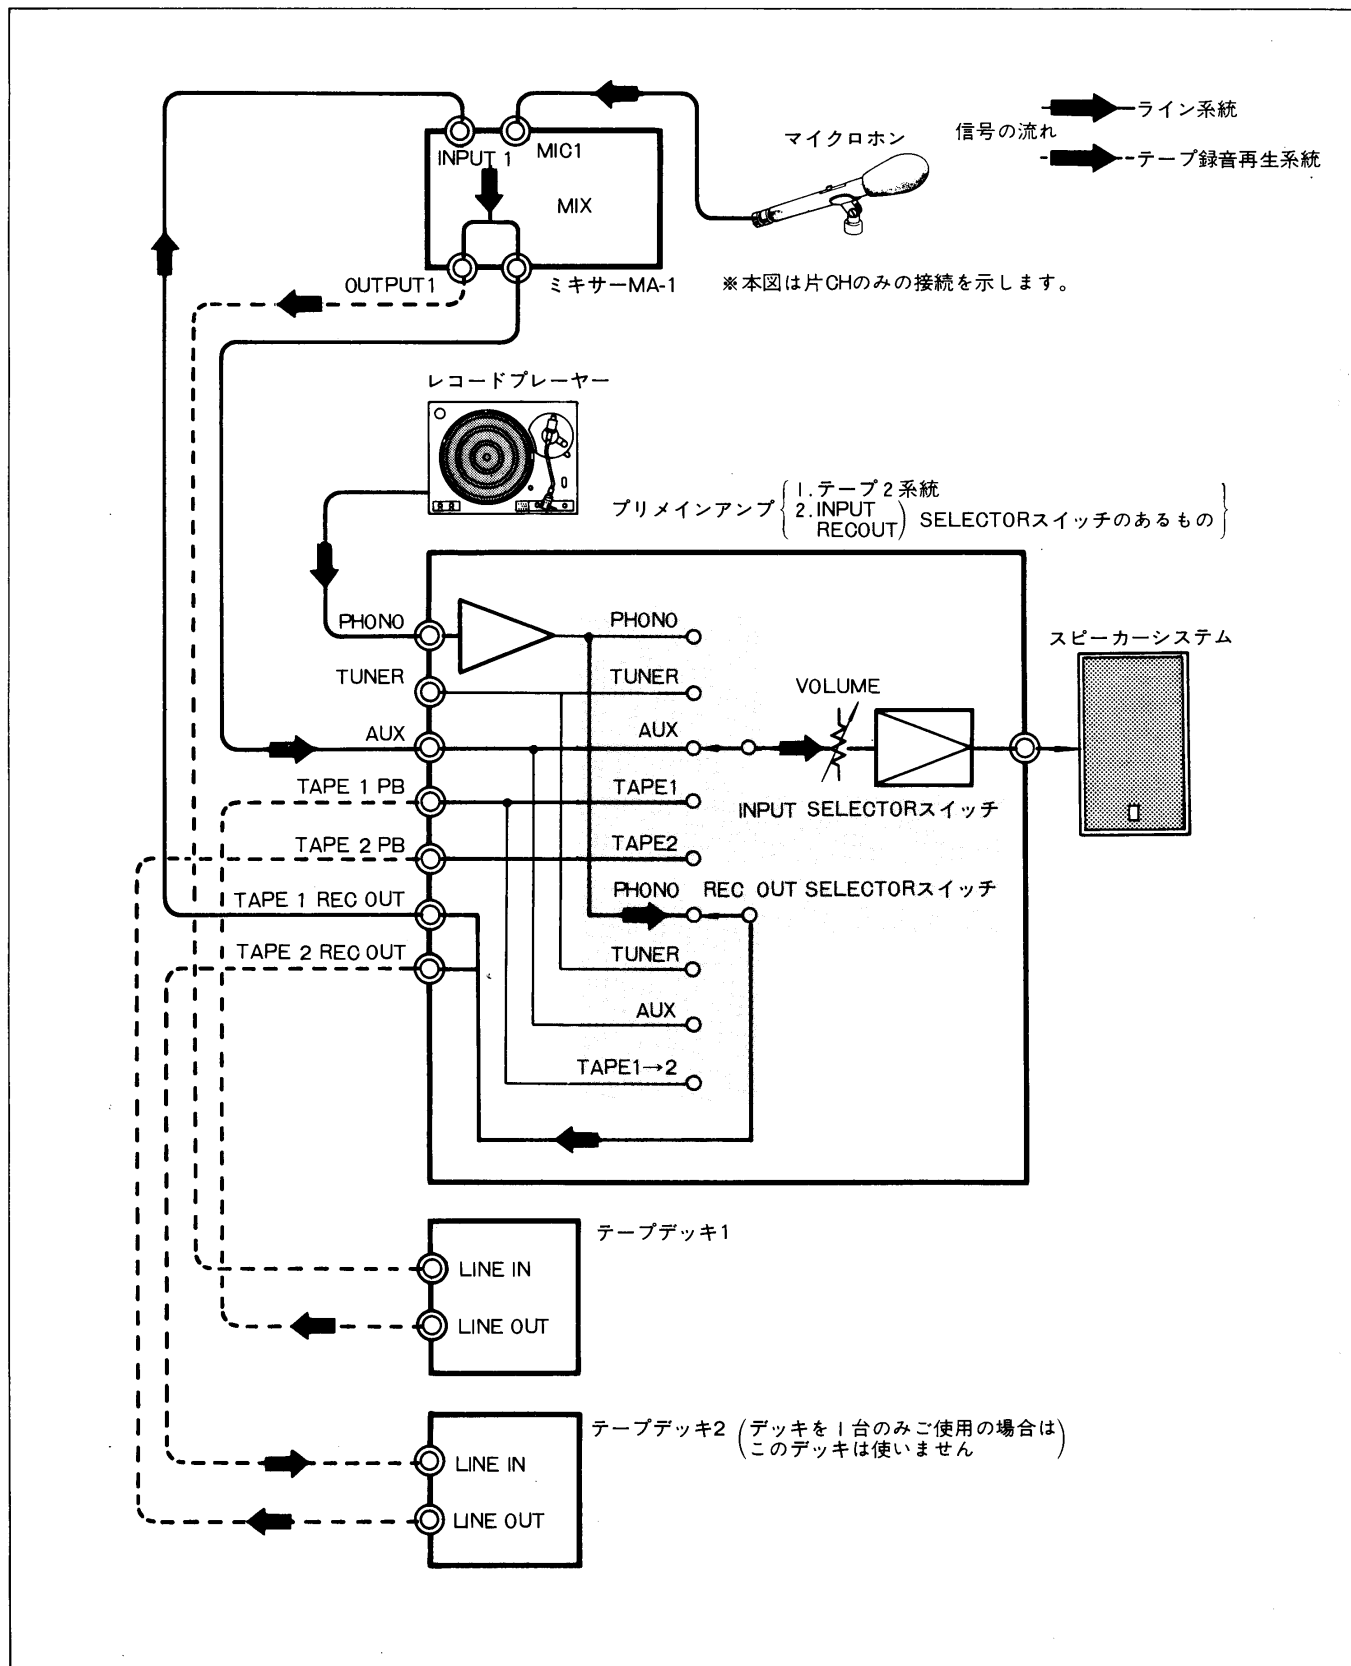 ライン系統
信号の流れ
テープ録音再生系統
マイクロホン
INPUT 1
MIC1
MIX
OUTPUT1
ミキサーMA-1
※本図は片CHのみの接続を示します。
レコードプレーヤー
プリメインアンプ
1.テープ2系統
2.INPUT
RECOUT) SELECTORスイッチのあるもの
PHONO
PHONO
TUNER
TUNER
AUX
AUX
TAPE 1 PB
TAPE1
TAPE 2 PB
TAPE2
TAPE 1 REC OUT
PHONO
REC OUT SELECTORスイッチ
TAPE 2 REC OUT
TUNER
AUX
TAPE1→2
VOLUME
INPUT SELECTORスイッチ
スピーカーシステム
テープデッキ1
LINE IN
LINE OUT
テープデッキ2
(デッキを1台のみご使用の場合は
このデッキは使いません)
LINE IN
LINE OUT